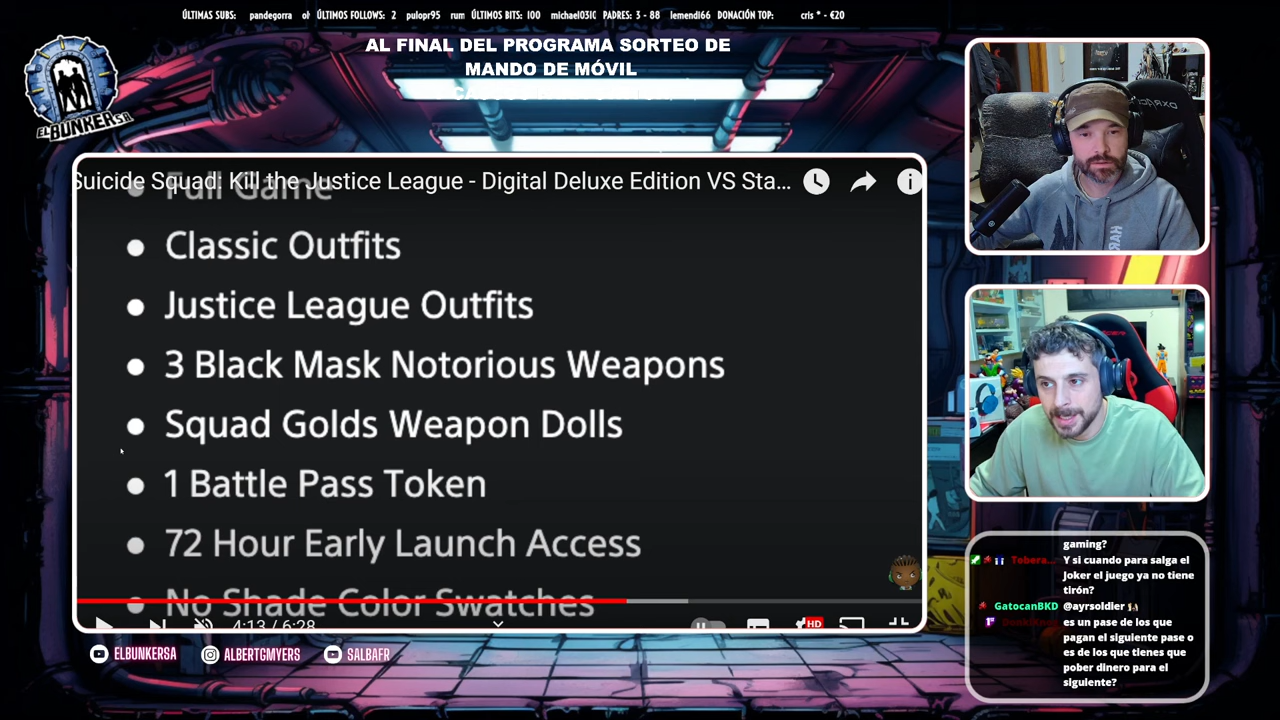 ÚLTIMAS SUBS: pandegorra ÚLTIMOS FOLLOWS: 2 pulopr95 rum ÚLTIMOS BITS: 100 michael03IC PADRES: 3 - 88 lemendi66 DONACIÓN TOP: cris * - €20
AL FINAL DEL PROGRAMA SORTEO DE
MANDO DE MÓVIL
EL BUNKER SA
Suicide Squad: Kill the Justice League - Digital Deluxe Edition VS Sta...
Full Game
Classic Outfits
Justice League Outfits
3 Black Mask Notorious Weapons
Squad Golds Weapon Dolls
1 Battle Pass Token
72 Hour Early Launch Access
No Shade Color Swatches
4:13 / 6:28
HD
ELBUNKERSA ALBERTGMYERS SALBAFR
gaming?
Tobera... Y si cuando para salga el
Joker el juego ya no tiene
tirón?
GatocanBKD @ayrsoldier
es un pase de los que
pagan el siguiente pase o
es de los que tienes que
pober dinero para el
siguiente?